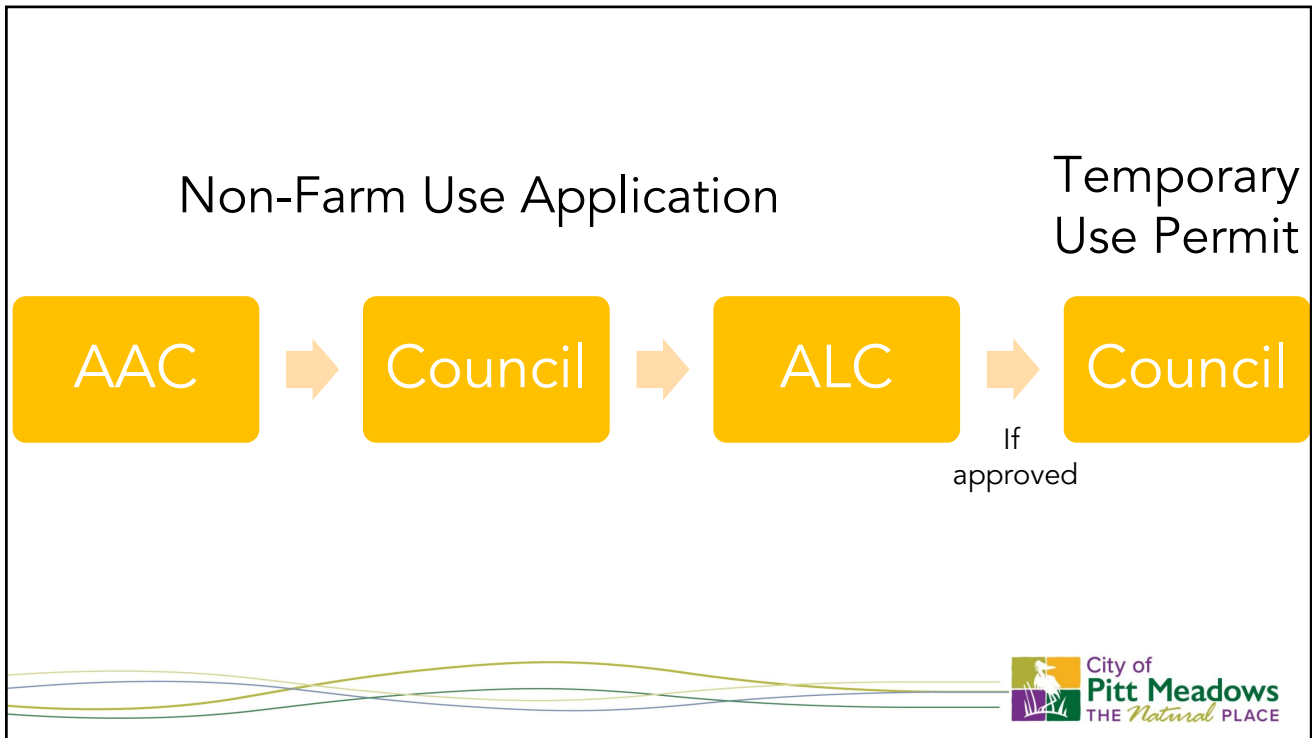 Non-Farm Use Application
Temporary
Use Permit
AAC
Council
ALC
If
approved
Council
City of
Pitt Meadows
THE Natural PLACE